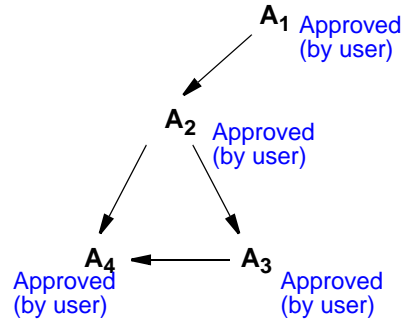 A1 Approved
(by user)
A2 Approved
(by user)
A4 A3
Approved Approved
(by user) (by user)